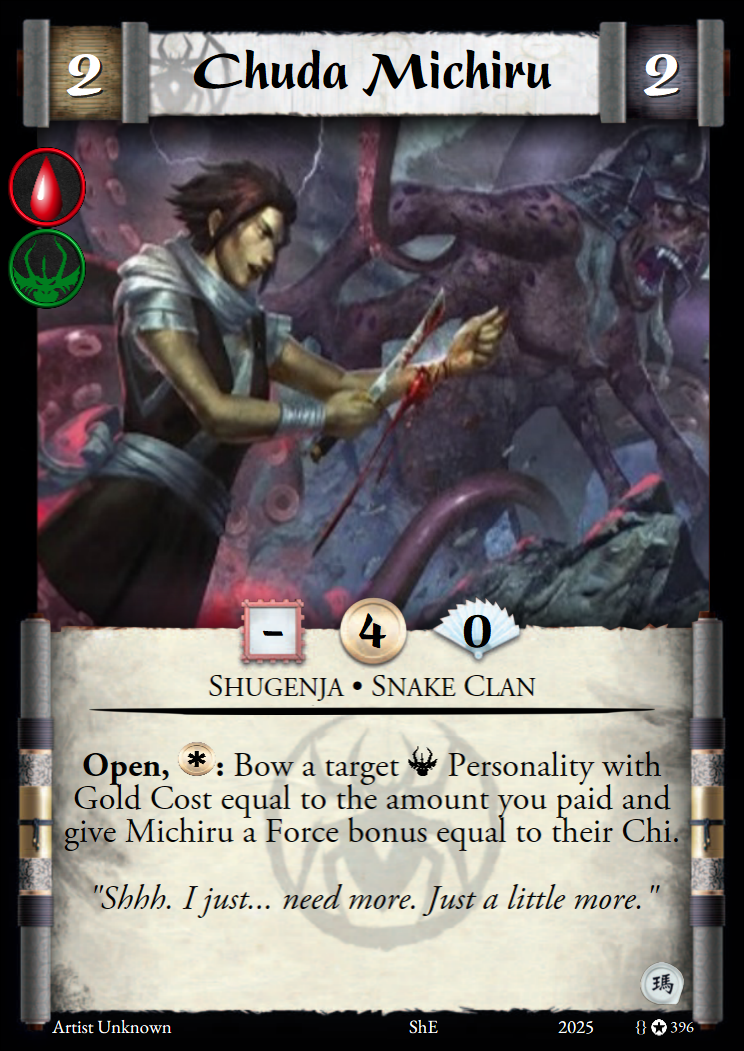 2 Chuda Michiru 2
- 4 0
Shugenja • Snake Clan
Open, *: Bow a target Personality with
Gold Cost equal to the amount you paid and
give Michiru a Force bonus equal to their Chi.
"Shhh. I just... need more. Just a little more."
瑪
Artist Unknown ShE 2025 {} ✪ 396